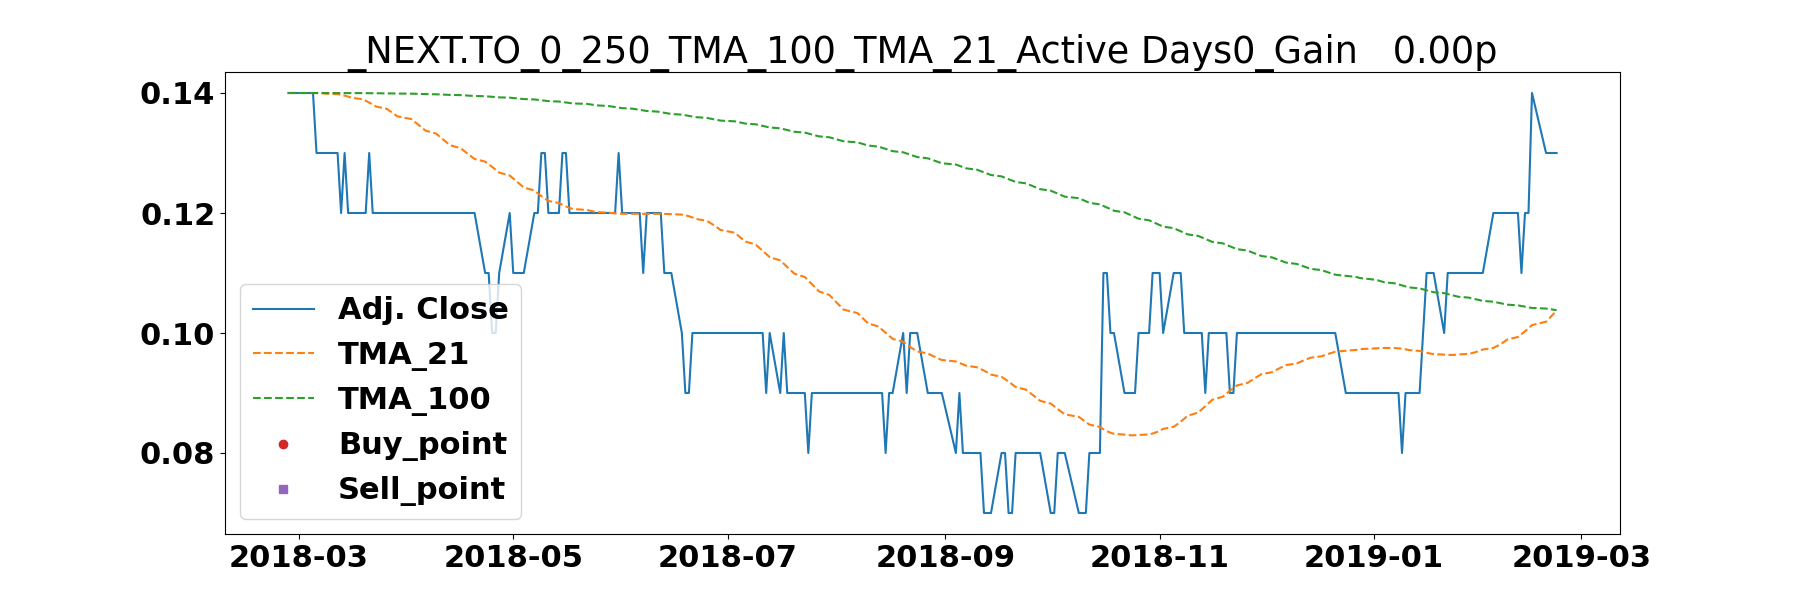 _NEXT.TO_0_250_TMA_100_TMA_21_Active Days0_Gain   0.00p
0.14
0.12
0.10
0.08
Adj. Close
TMA_21
TMA_100
Buy_point
Sell_point
2018-03 2018-05 2018-07 2018-09 2018-11 2019-01 2019-03